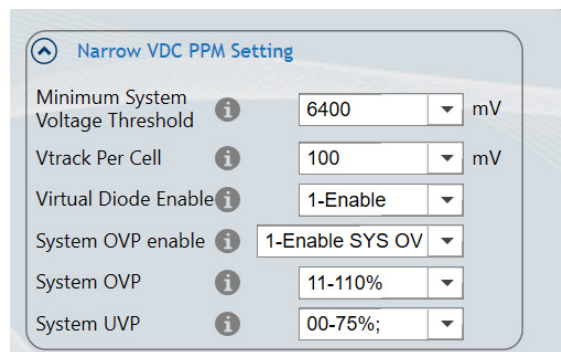 Narrow VDC PPM Setting
Minimum System
Voltage Threshold 6400 mV
Vtrack Per Cell 100 mV
Virtual Diode Enable 1-Enable
System OVP enable 1-Enable SYS OV
System OVP 11-110%
System UVP 00-75%;